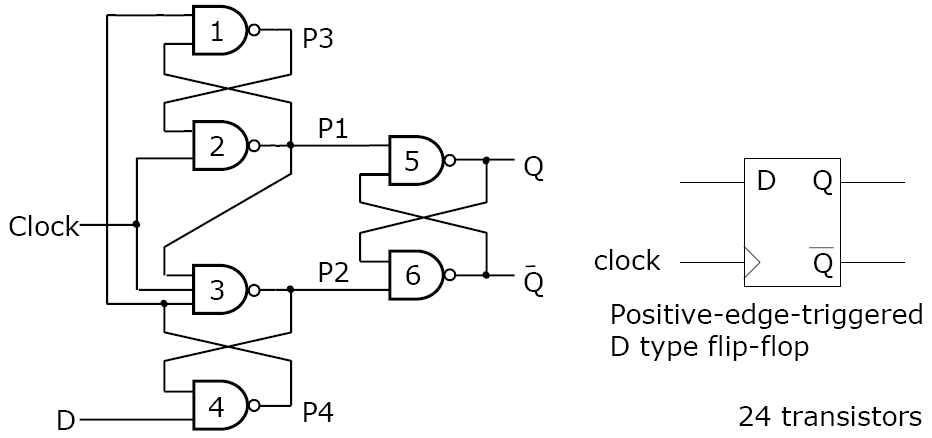 1
P3
2
P1
5
Q
Clock
3
P2
6
Q̄
D
4
P4
D Q
clock
Q̄
Positive-edge-triggered
D type flip-flop
24 transistors